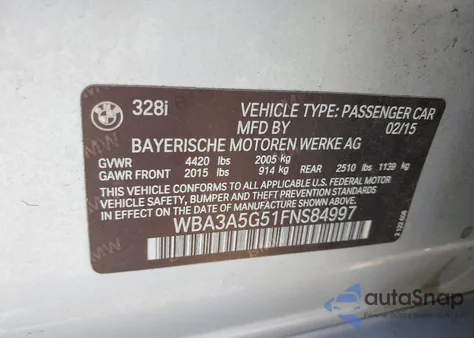 BMW
328i
VEHICLE TYPE: PASSENGER CAR
MFD BY 02/15
BAYERISCHE MOTOREN WERKE AG
GVWR 4420 lbs 2005 kg
GAWR FRONT 2015 lbs 914 kg REAR 2510 lbs 1139 kg
THIS VEHICLE CONFORMS TO ALL APPLICABLE U.S. FEDERAL MOTOR
VEHICLE SAFETY, BUMPER, AND THEFT PREVENTION STANDARDS
IN EFFECT ON THE DATE OF MANUFACTURE SHOWN ABOVE.
WBA3A5G51FNS84997
autoSnap